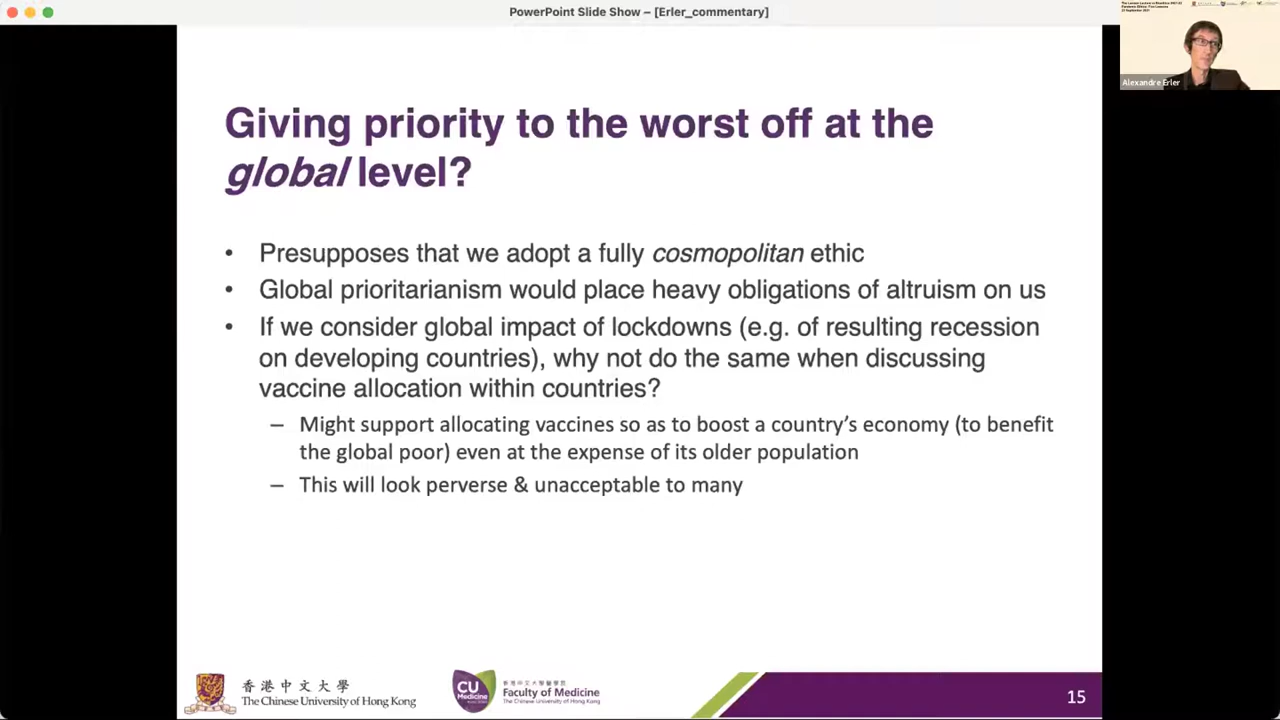 PowerPoint Slide Show – [Erler_commentary]
Alexandre Erler
Giving priority to the worst off at the
global level?
• Presupposes that we adopt a fully cosmopolitan ethic
• Global prioritarianism would place heavy obligations of altruism on us
• If we consider global impact of lockdowns (e.g. of resulting recession
on developing countries), why not do the same when discussing
vaccine allocation within countries?
– Might support allocating vaccines so as to boost a country's economy (to benefit
the global poor) even at the expense of its older population
– This will look perverse & unacceptable to many
香港中文大學
The Chinese University of Hong Kong
CU
Medicine
香港中文大學醫學院
Faculty of Medicine
The Chinese University of Hong Kong
15